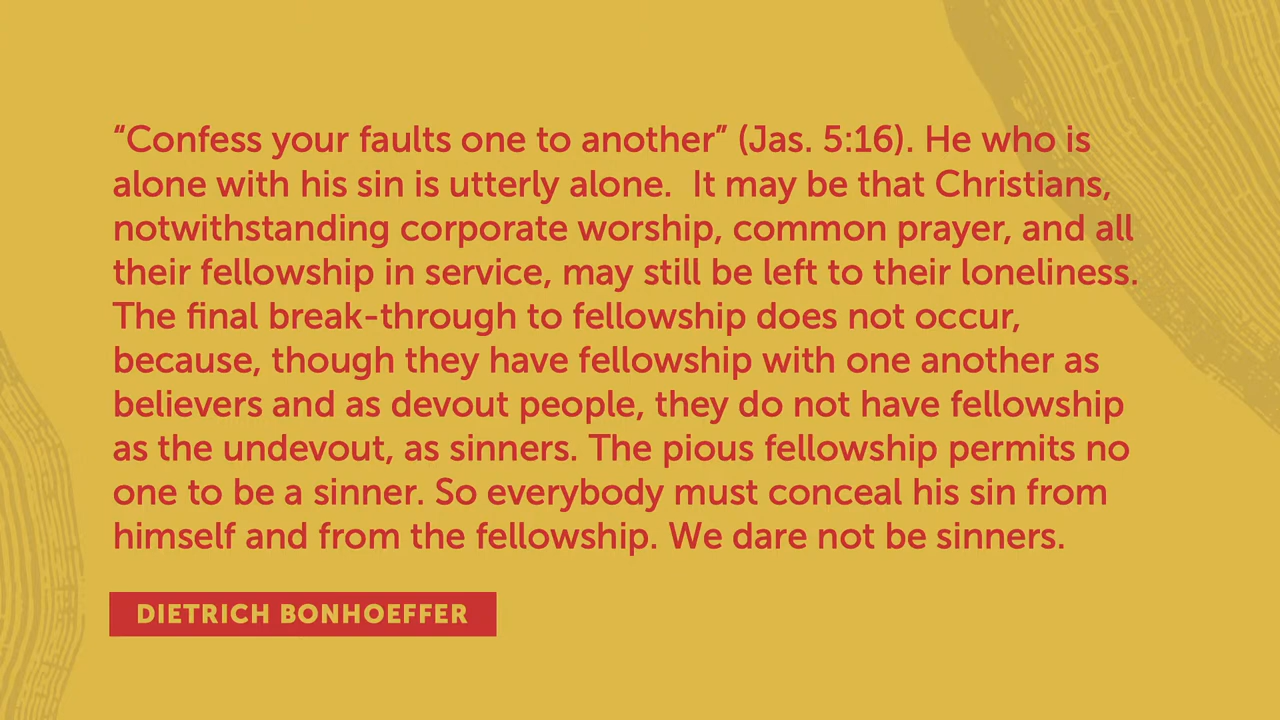 “Confess your faults one to another” (Jas. 5:16). He who is
alone with his sin is utterly alone.  It may be that Christians,
notwithstanding corporate worship, common prayer, and all
their fellowship in service, may still be left to their loneliness.
The final break-through to fellowship does not occur,
because, though they have fellowship with one another as
believers and as devout people, they do not have fellowship
as the undevout, as sinners. The pious fellowship permits no
one to be a sinner. So everybody must conceal his sin from
himself and from the fellowship. We dare not be sinners.
DIETRICH BONHOEFFER